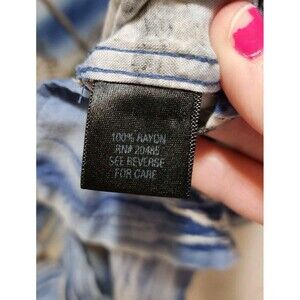 100% RAYON
RN# 20485
SEE REVERSE
FOR CARE